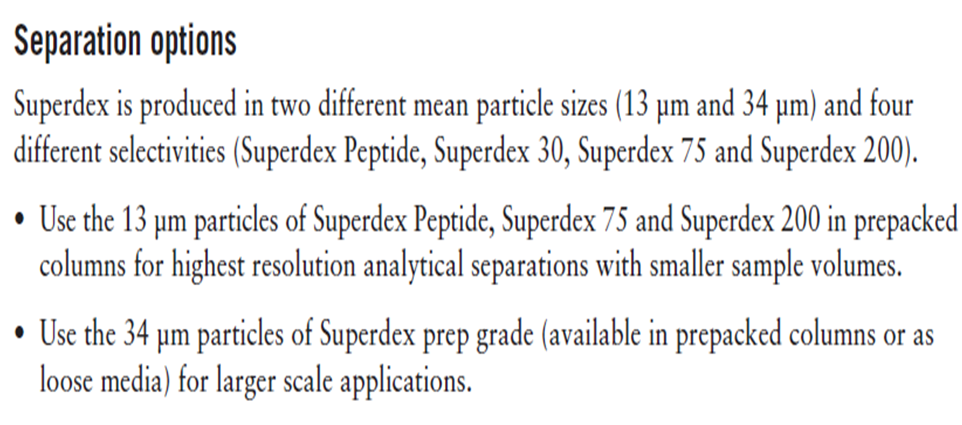 Separation options
Superdex is produced in two different mean particle sizes (13 µm and 34 µm) and four
different selectivities (Superdex Peptide, Superdex 30, Superdex 75 and Superdex 200).
• Use the 13 µm particles of Superdex Peptide, Superdex 75 and Superdex 200 in prepacked
columns for highest resolution analytical separations with smaller sample volumes.
• Use the 34 µm particles of Superdex prep grade (available in prepacked columns or as
loose media) for larger scale applications.